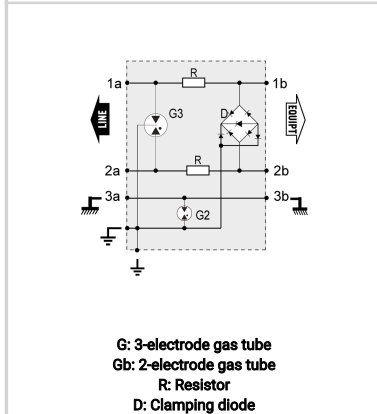 1a R 1b
G3 D
LINE EQUIPT
R
2a 2b
3a 3b
G2
G: 3-electrode gas tube
Gb: 2-electrode gas tube
R: Resistor
D: Clamping diode